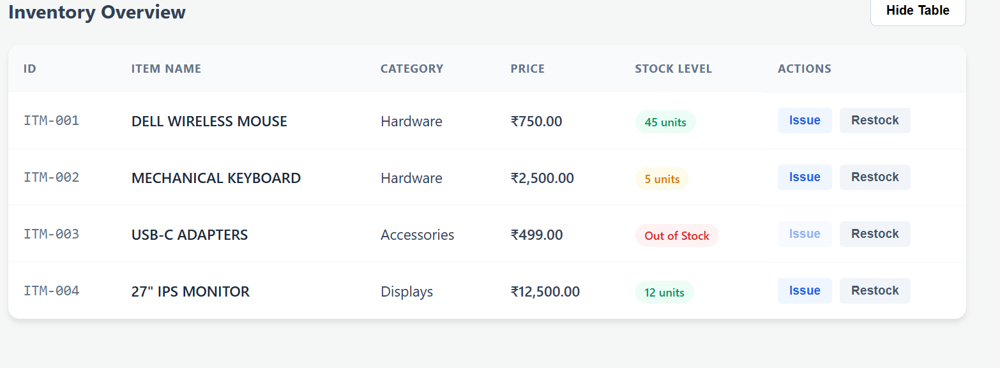 Inventory Overview Hide Table
ID ITEM NAME CATEGORY PRICE STOCK LEVEL ACTIONS
ITM-001 DELL WIRELESS MOUSE Hardware ₹750.00 45 units Issue Restock
ITM-002 MECHANICAL KEYBOARD Hardware ₹2,500.00 5 units Issue Restock
ITM-003 USB-C ADAPTERS Accessories ₹499.00 Out of Stock Issue Restock
ITM-004 27" IPS MONITOR Displays ₹12,500.00 12 units Issue Restock